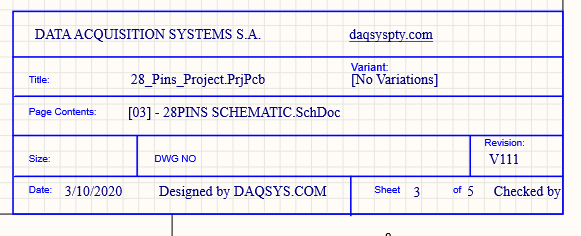 DATA ACQUISITION SYSTEMS S.A. daqsyspty.com
Title: 28_Pins_Project.PrjPcb Variant: [No Variations]
Page Contents: [03] - 28PINS SCHEMATIC.SchDoc
Size: DWG NO Revision: V111
Date: 3/10/2020 Designed by DAQSYS.COM Sheet 3 of 5 Checked by